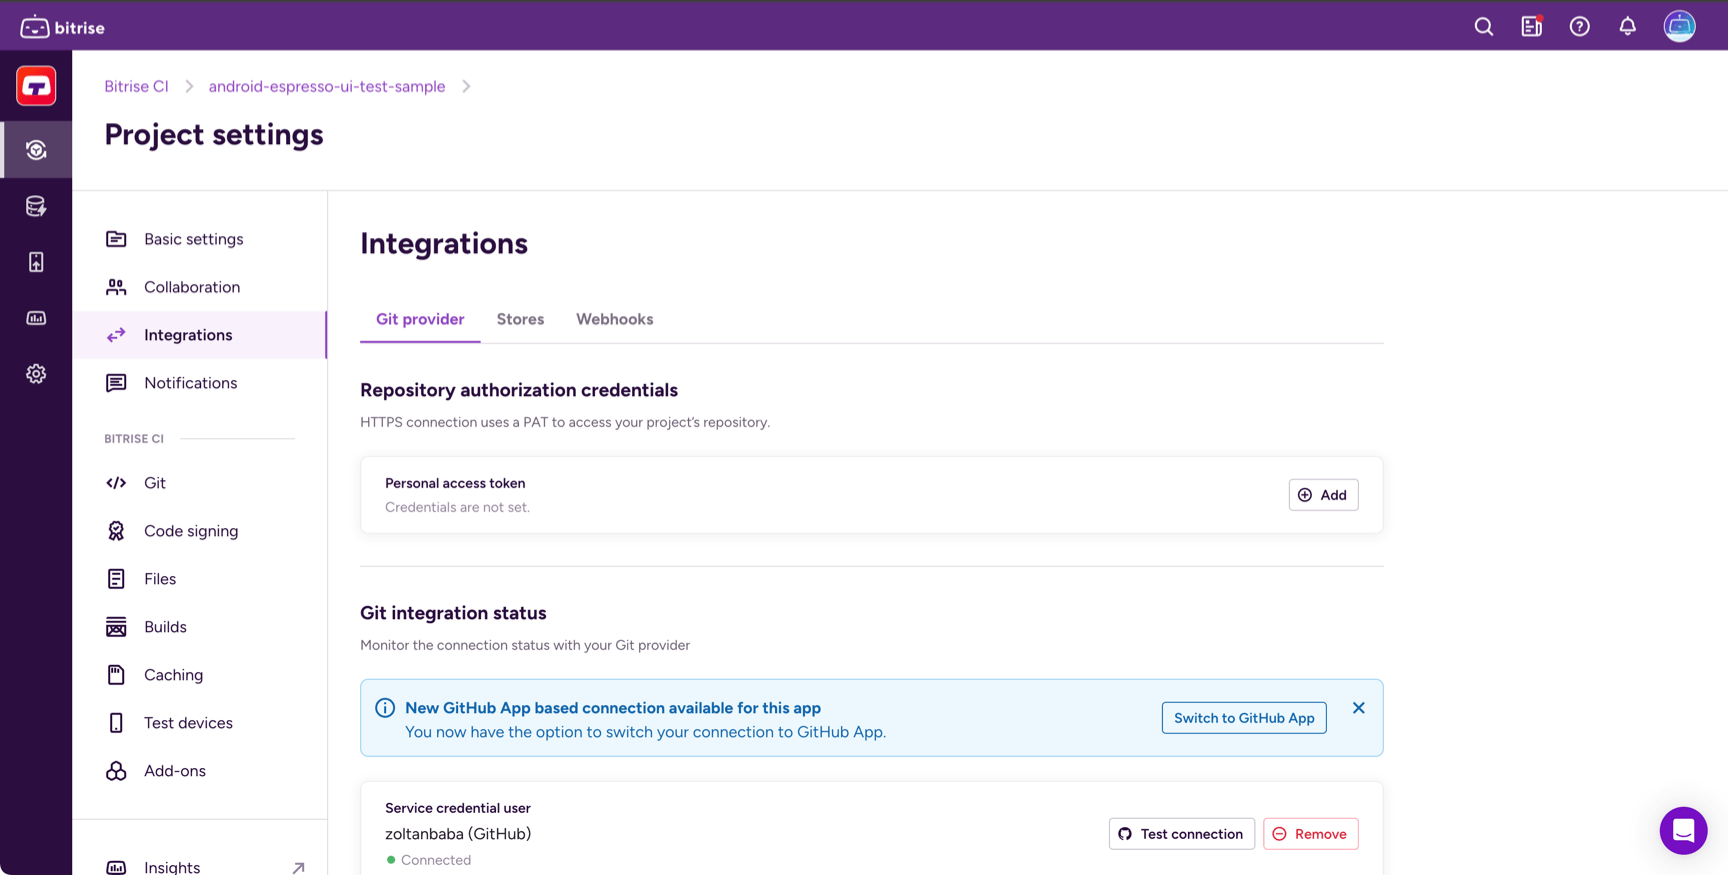 bitrise
Bitrise CI
android-espresso-ui-test-sample
Project settings
Basic settings
Collaboration
Integrations
Notifications
BITRISE CI
Git
Code signing
Files
Builds
Caching
Test devices
Add-ons
Insights
Integrations
Git provider
Stores
Webhooks
Repository authorization credentials
HTTPS connection uses a PAT to access your project’s repository.
Personal access token
Credentials are not set.
Add
Git integration status
Monitor the connection status with your Git provider
New GitHub App based connection available for this app
You now have the option to switch your connection to GitHub App.
Switch to GitHub App
Service credential user
zoltanbaba (GitHub)
Connected
Test connection
Remove